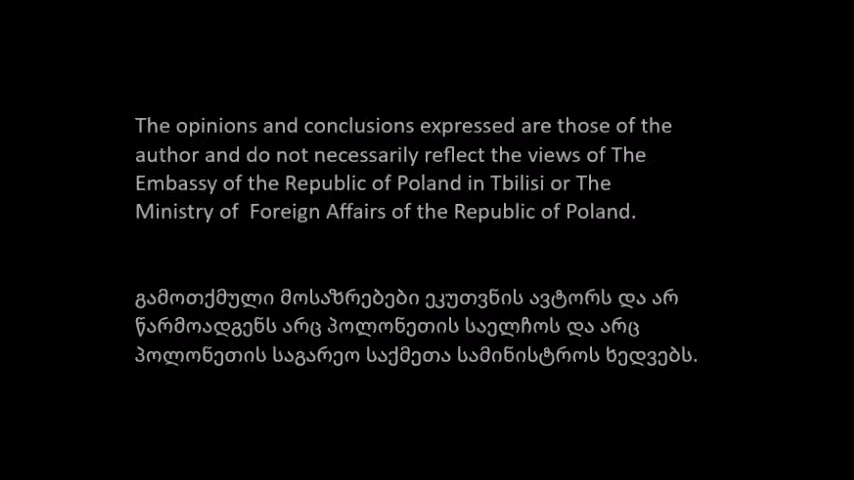 The opinions and conclusions expressed are those of the
author and do not necessarily reflect the views of The
Embassy of the Republic of Poland in Tbilisi or The
Ministry of  Foreign Affairs of the Republic of Poland.
გამოთქმული მოსაზრებები ეკუთვნის ავტორს და არ
წარმოადგენს არც პოლონეთის საელჩოს და არც
პოლონეთის საგარეო საქმეთა სამინისტროს ხედვებს.